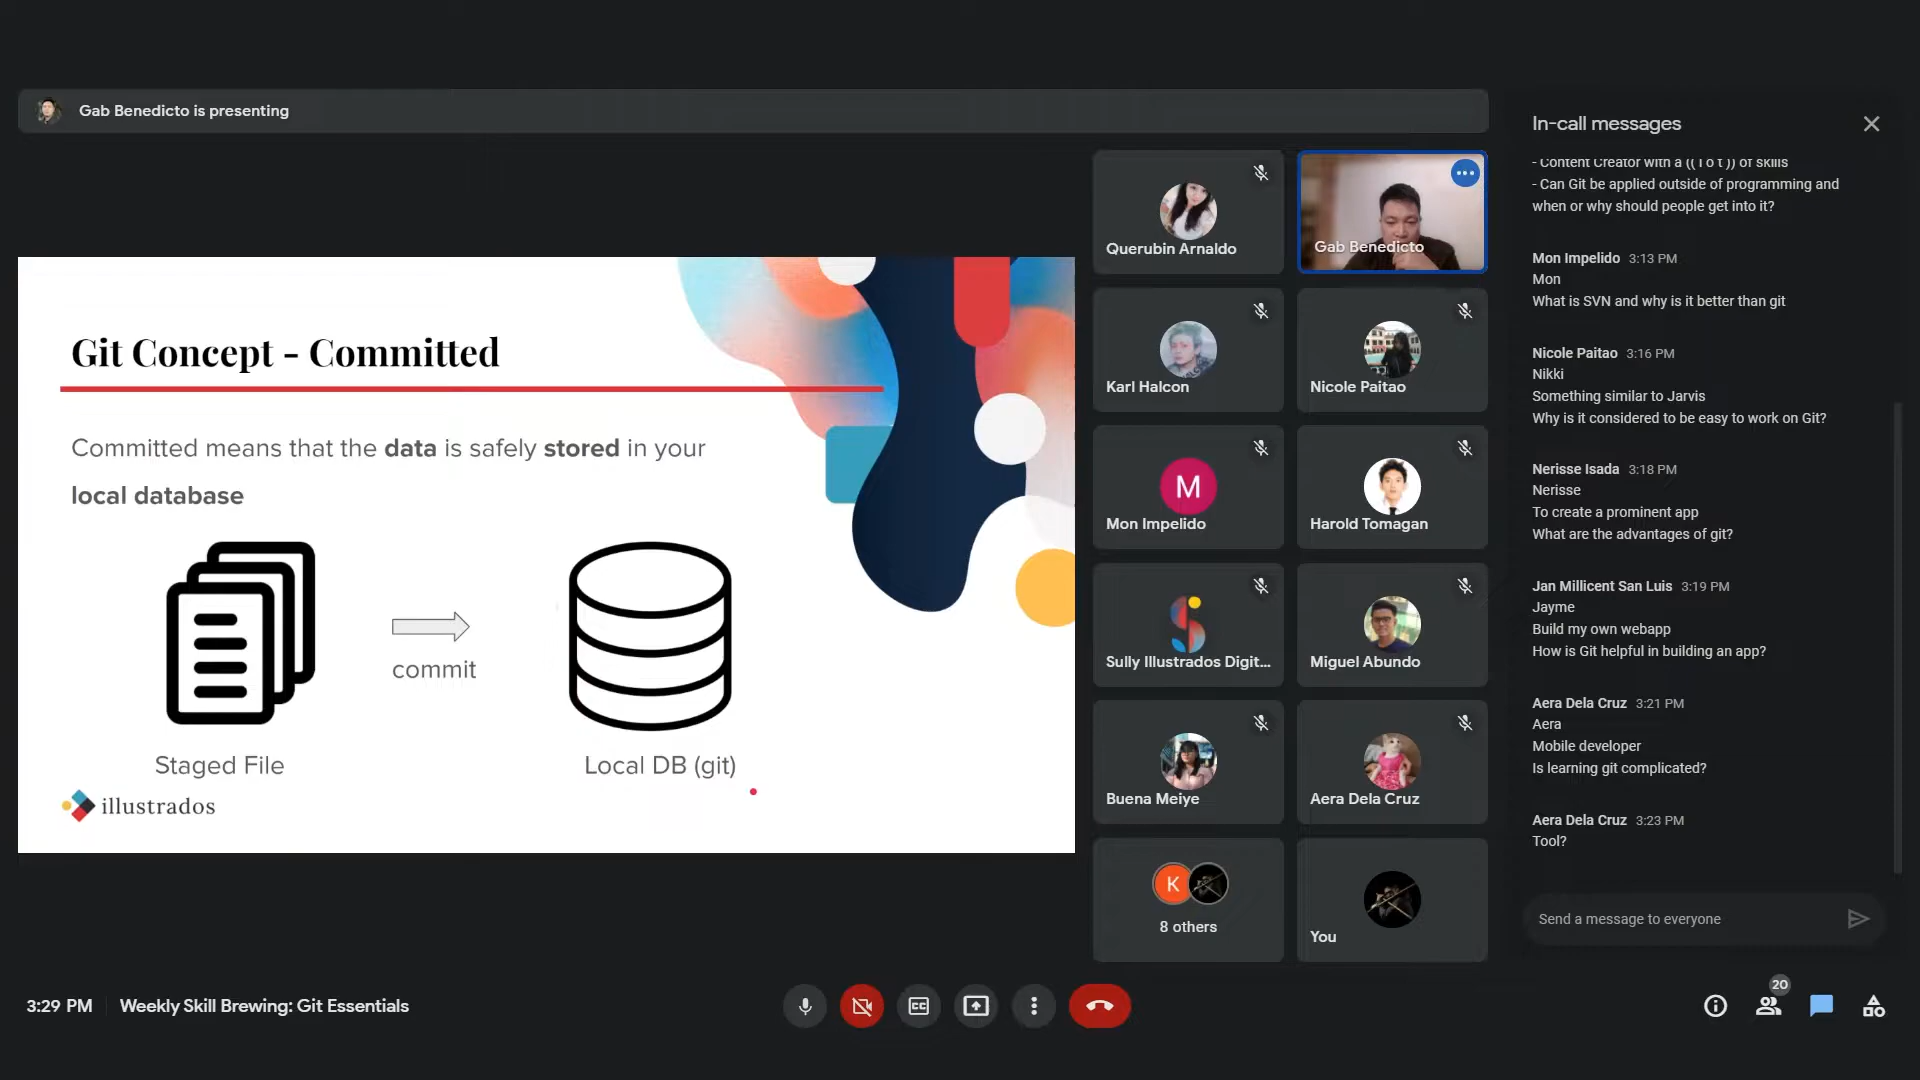 Gab Benedicto is presenting
Git Concept - Committed
Committed means that the data is safely stored in your
local database
commit
Staged File
Local DB (git)
illustrados
Querubin Arnaldo
Gab Benedicto
Karl Halcon
Nicole Paitao
M
Mon Impelido
Harold Tomagan
Sully Illustrados Digit...
Miguel Abundo
Buena Meiye
Aera Dela Cruz
K
8 others
You
In-call messages
- Content Creator with a (( l o t )) of skills
- Can Git be applied outside of programming and
when or why should people get into it?
Mon Impelido 3:13 PM
Mon
What is SVN and why is it better than git
Nicole Paitao 3:16 PM
Nikki
Something similar to Jarvis
Why is it considered to be easy to work on Git?
Nerisse Isada 3:18 PM
Nerisse
To create a prominent app
What are the advantages of git?
Jan Millicent San Luis 3:19 PM
Jayme
Build my own webapp
How is Git helpful in building an app?
Aera Dela Cruz 3:21 PM
Aera
Mobile developer
Is learning git complicated?
Aera Dela Cruz 3:23 PM
Tool?
Send a message to everyone
3:29 PM Weekly Skill Brewing: Git Essentials
CC
20